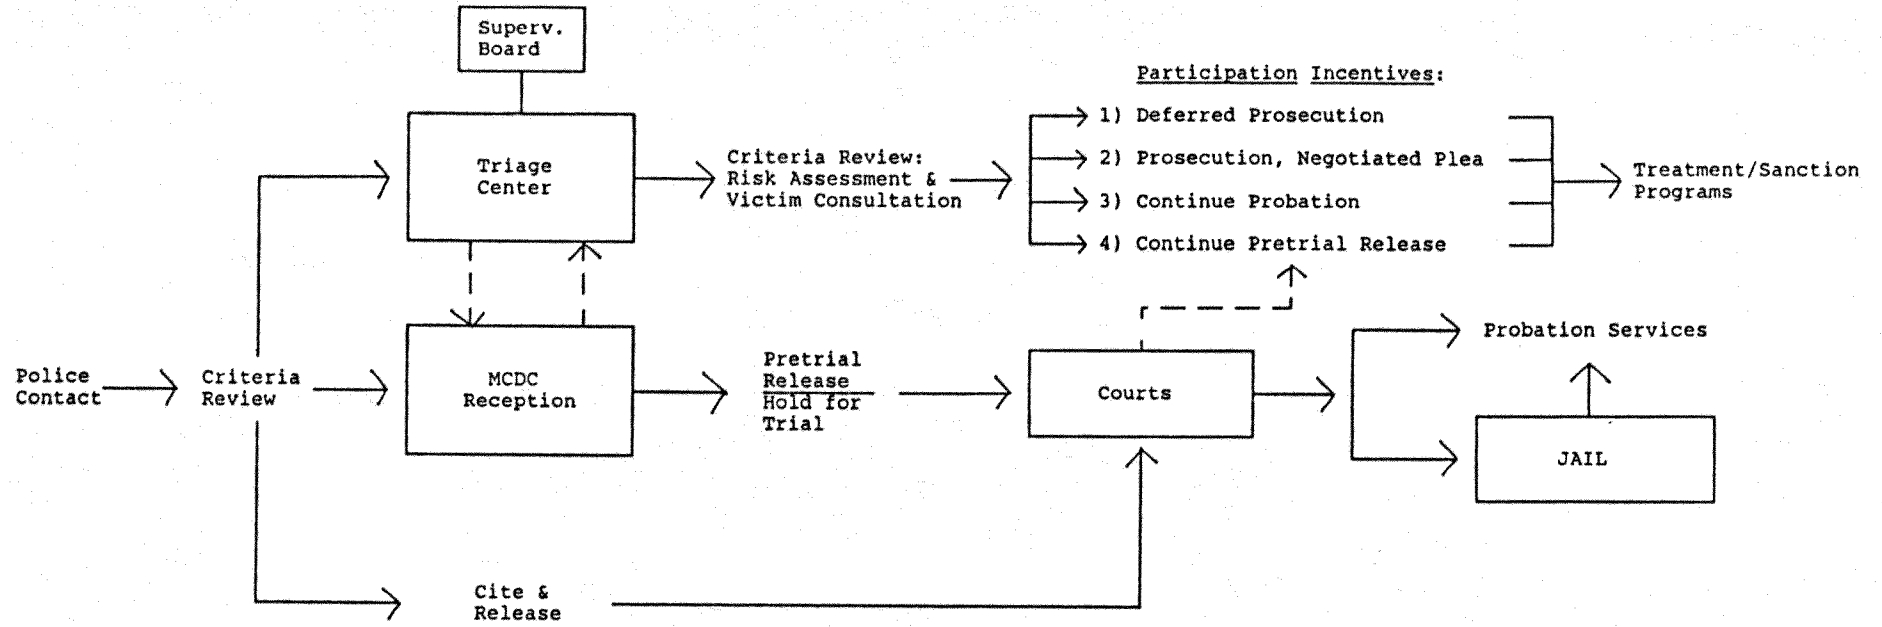 Superv.
Board
Participation Incentives:
1) Deferred Prosecution
2) Prosecution, Negotiated Plea
3) Continue Probation
4) Continue Pretrial Release
Triage
Center
Criteria Review:
Risk Assessment &
Victim Consultation
Treatment/Sanction
Programs
Police
Contact
Criteria
Review
MCDC
Reception
Pretrial
Release
Hold for
Trial
Courts
Probation Services
JAIL
Cite &
Release